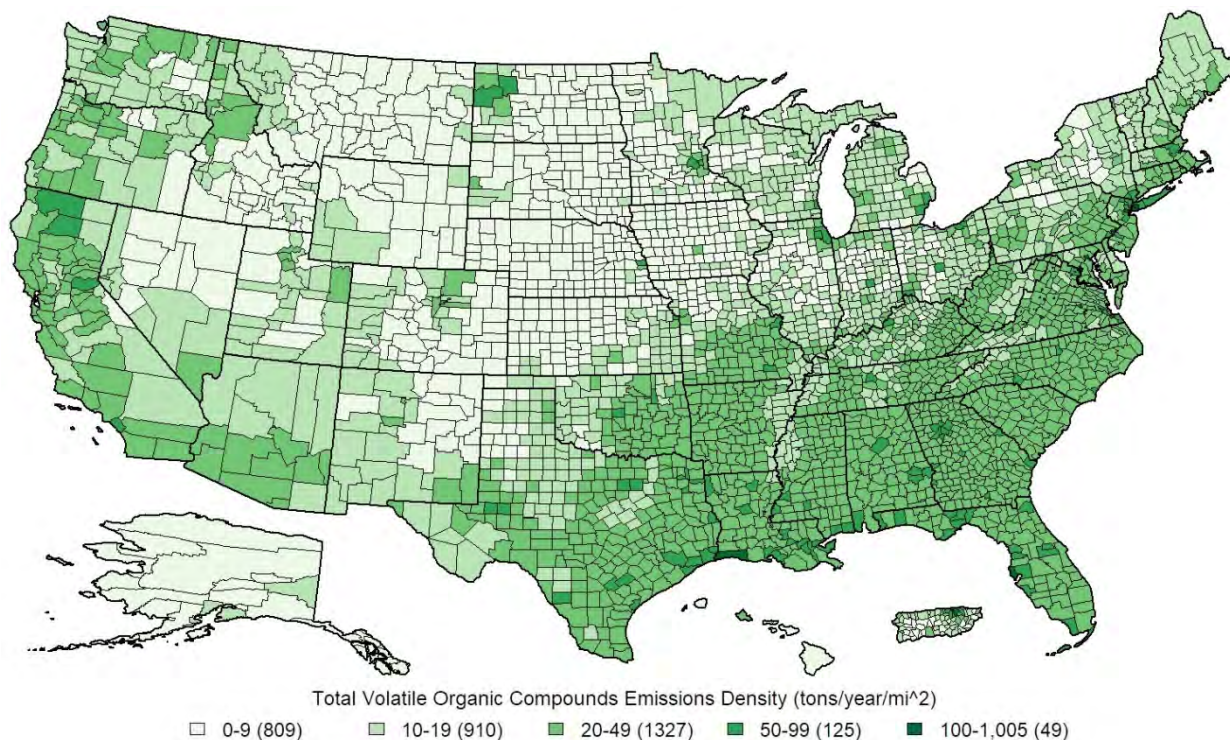 Total Volatile Organic Compounds Emissions Density (tons/year/mi^2)
0-9 (809) 10-19 (910) 20-49 (1327) 50-99 (125) 100-1,005 (49)